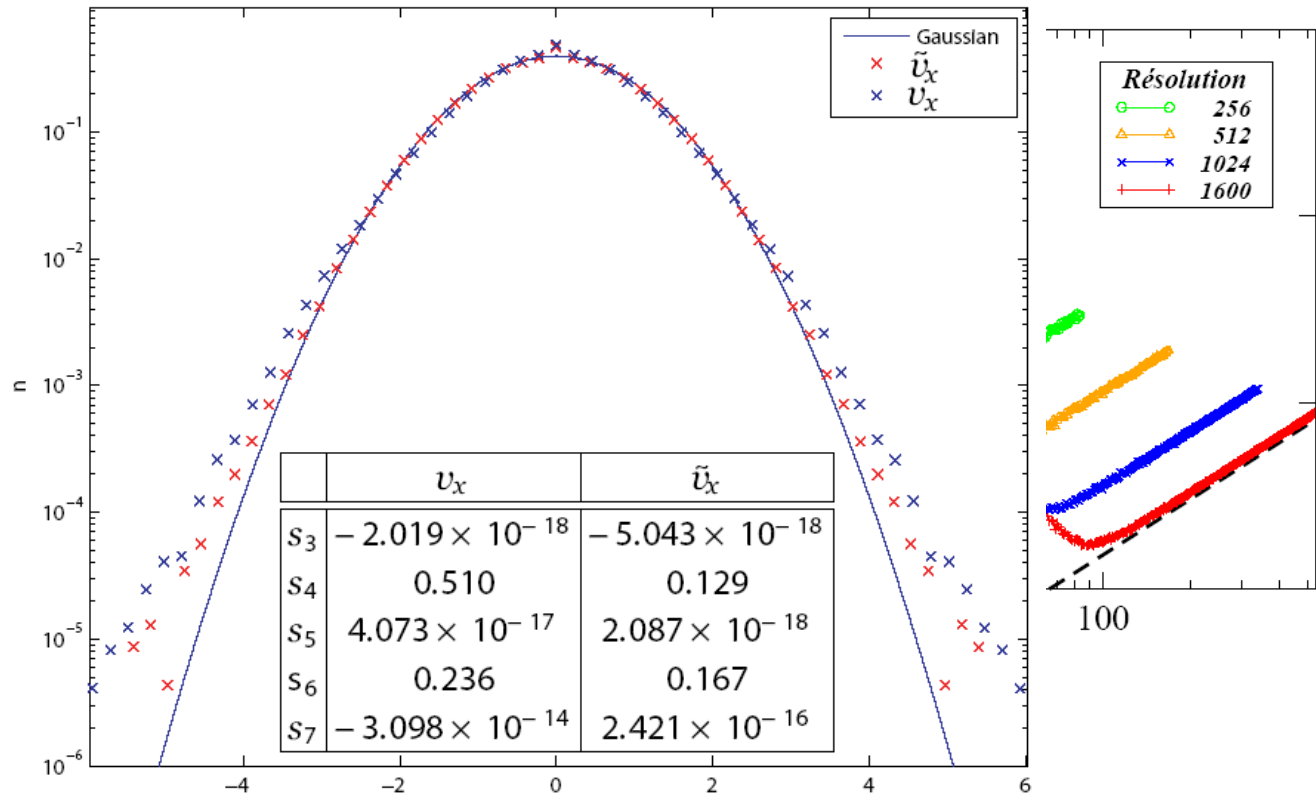 Gaussian
ṽₓ
vₓ
10⁻¹
10⁻²
10⁻³
10⁻⁴
10⁻⁵
10⁻⁶
n
−4
−2
0
2
4
6
vₓ ṽₓ
s₃ −2.019 × 10⁻¹⁸ −5.043 × 10⁻¹⁸
s₄ 0.510 0.129
s₅ 4.073 × 10⁻¹⁷ 2.087 × 10⁻¹⁸
s₆ 0.236 0.167
s₇ −3.098 × 10⁻¹⁴ 2.421 × 10⁻¹⁶
Résolution
256
512
1024
1600
100